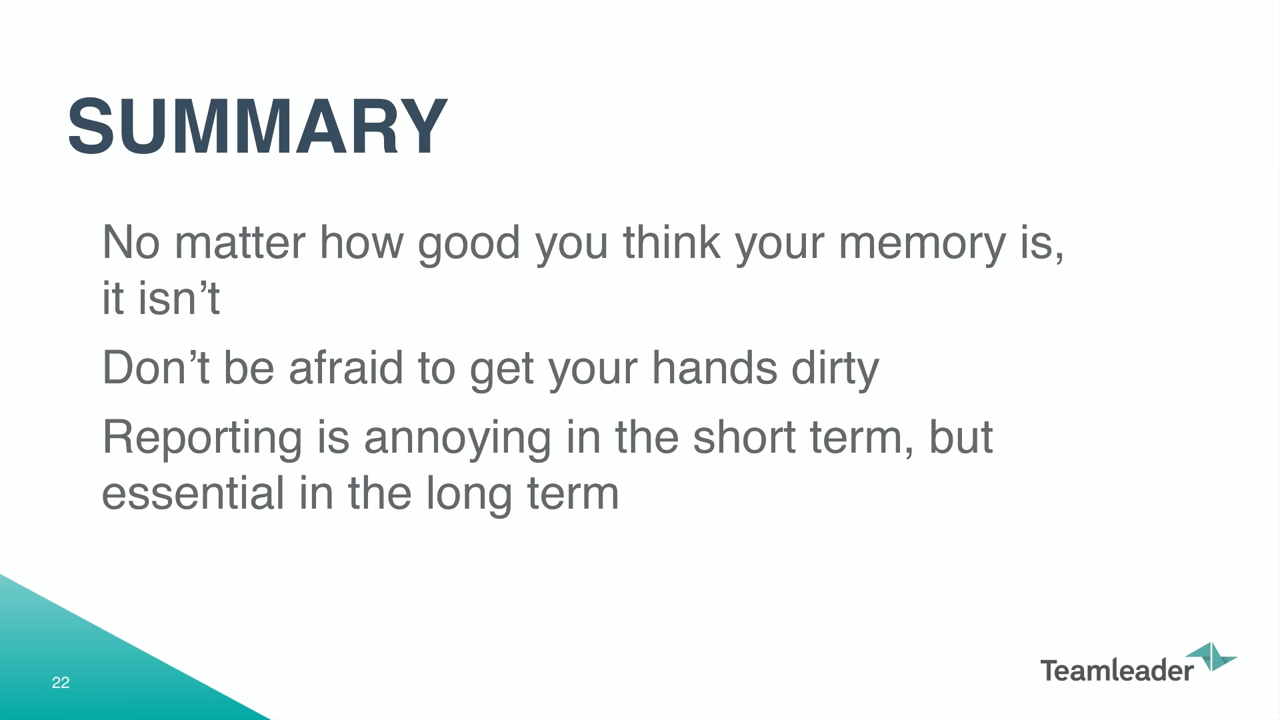 SUMMARY
No matter how good you think your memory is,
it isn’t
Don’t be afraid to get your hands dirty
Reporting is annoying in the short term, but
essential in the long term
22
Teamleader